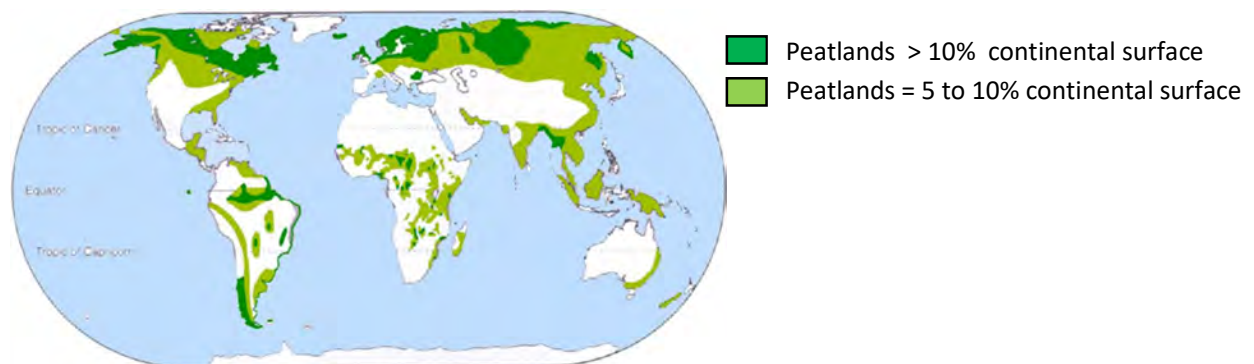 Peatlands > 10% continental surface
Peatlands = 5 to 10% continental surface
Tropic of Cancer
Equator
Tropic of Capricorn